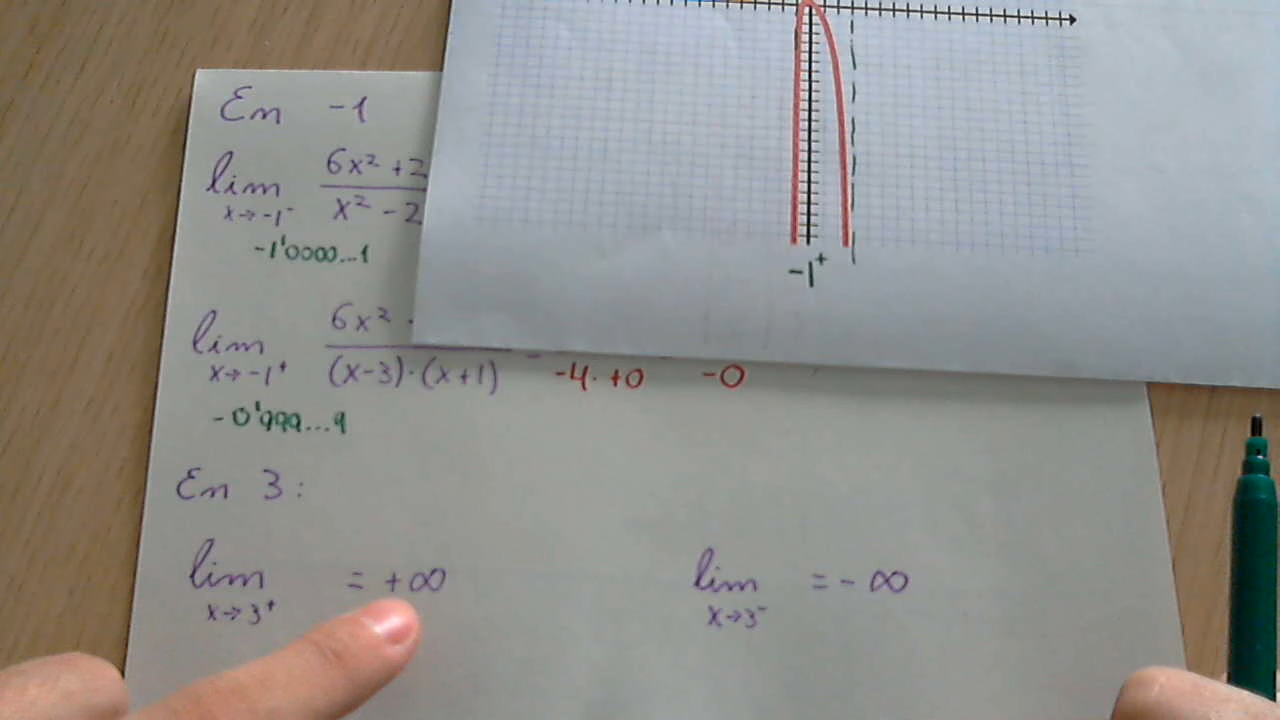 En -1
lim x→-1⁻ 6x² +2
x² - 2
-1'0000...1
-1⁺
lim x→-1⁺ 6x²
(x-3)·(x+1) -4·+0 -0
-0'999...9
En 3:
lim x→3⁺ = +∞ lim x→3⁻ = -∞